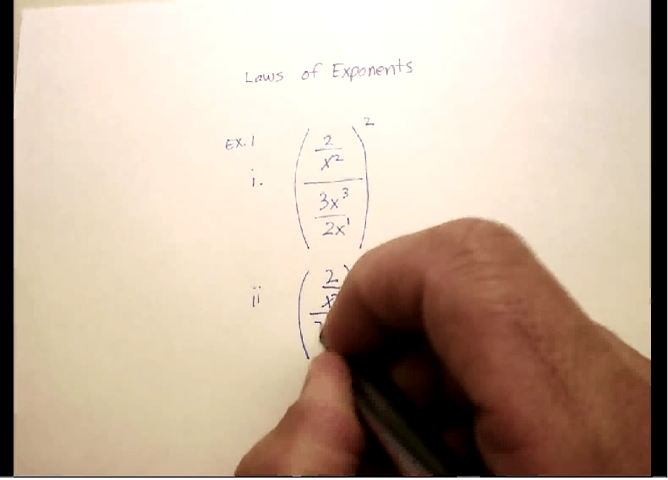 Laws of Exponents
Ex. 1
i. ( (2/x²) / (3x³/2x¹) )²
ii ( 2
x